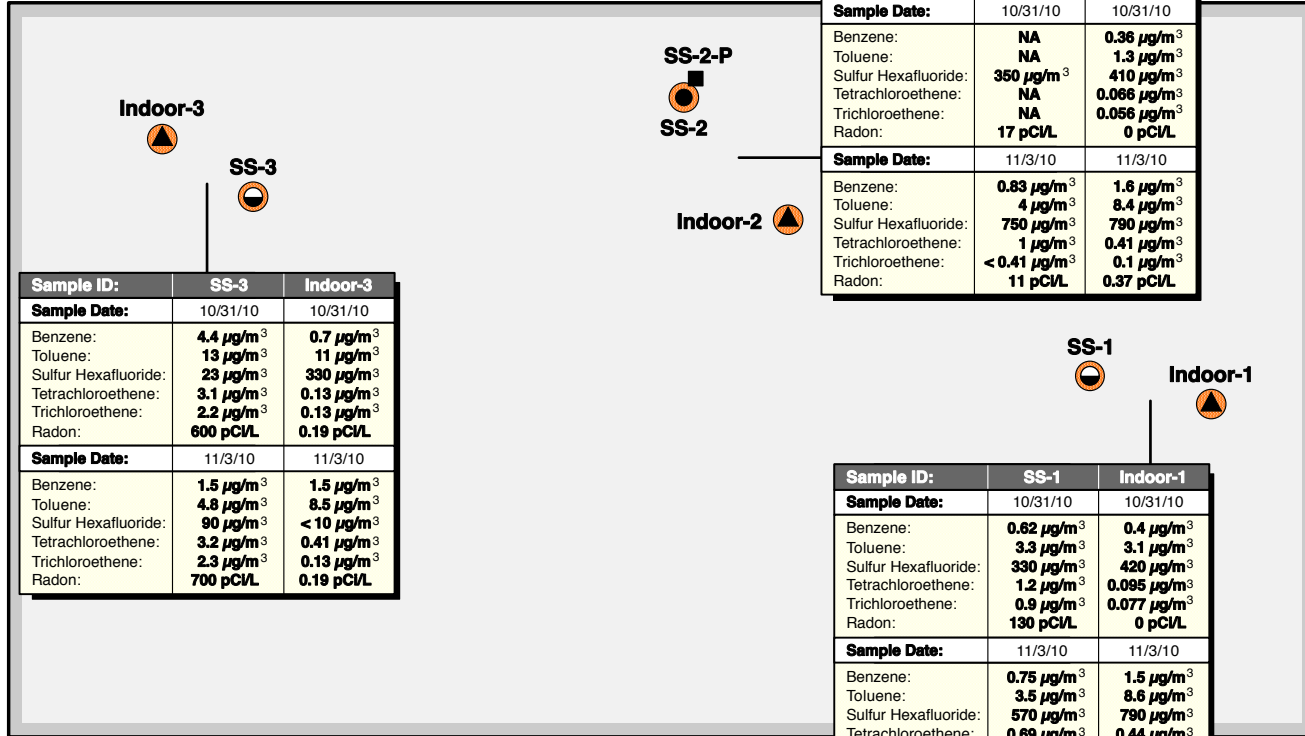 Sample Date: 10/31/10 10/31/10
Benzene: NA 0.36 µg/m³
Toluene: NA 1.3 µg/m³
Sulfur Hexafluoride: 350 µg/m³ 410 µg/m³
Tetrachloroethene: NA 0.066 µg/m³
Trichloroethene: NA 0.056 µg/m³
Radon: 17 pCi/L 0 pCi/L
Sample Date: 11/3/10 11/3/10
Benzene: 0.83 µg/m³ 1.6 µg/m³
Toluene: 4 µg/m³ 8.4 µg/m³
Sulfur Hexafluoride: 750 µg/m³ 790 µg/m³
Tetrachloroethene: 1 µg/m³ 0.41 µg/m³
Trichloroethene: < 0.41 µg/m³ 0.1 µg/m³
Radon: 11 pCi/L 0.37 pCi/L
SS-2-P
SS-2
Indoor-2
Indoor-3
SS-3
Sample ID: SS-3 Indoor-3
Sample Date: 10/31/10 10/31/10
Benzene: 4.4 µg/m³ 0.7 µg/m³
Toluene: 13 µg/m³ 11 µg/m³
Sulfur Hexafluoride: 23 µg/m³ 330 µg/m³
Tetrachloroethene: 3.1 µg/m³ 0.13 µg/m³
Trichloroethene: 2.2 µg/m³ 0.13 µg/m³
Radon: 600 pCi/L 0.19 pCi/L
Sample Date: 11/3/10 11/3/10
Benzene: 1.5 µg/m³ 1.5 µg/m³
Toluene: 4.8 µg/m³ 8.5 µg/m³
Sulfur Hexafluoride: 90 µg/m³ < 10 µg/m³
Tetrachloroethene: 3.2 µg/m³ 0.41 µg/m³
Trichloroethene: 2.3 µg/m³ 0.13 µg/m³
Radon: 700 pCi/L 0.19 pCi/L
SS-1
Indoor-1
Sample ID: SS-1 Indoor-1
Sample Date: 10/31/10 10/31/10
Benzene: 0.62 µg/m³ 0.4 µg/m³
Toluene: 3.3 µg/m³ 3.1 µg/m³
Sulfur Hexafluoride: 330 µg/m³ 420 µg/m³
Tetrachloroethene: 1.2 µg/m³ 0.095 µg/m³
Trichloroethene: 0.9 µg/m³ 0.077 µg/m³
Radon: 130 pCi/L 0 pCi/L
Sample Date: 11/3/10 11/3/10
Benzene: 0.75 µg/m³ 1.5 µg/m³
Toluene: 3.5 µg/m³ 8.6 µg/m³
Sulfur Hexafluoride: 570 µg/m³ 790 µg/m³
Tetrachloroethene: 0.69 µg/m³ 0.44 µg/m³